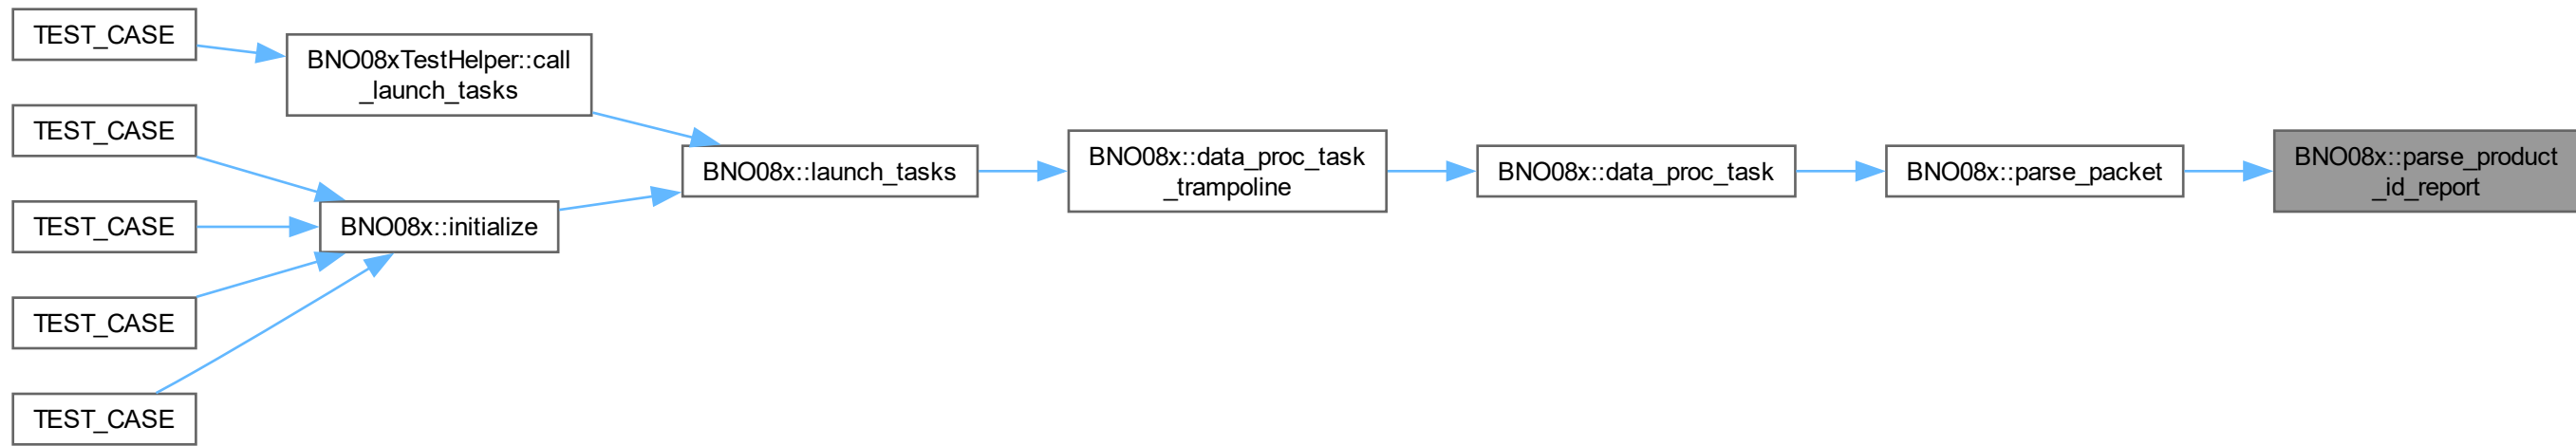 TEST_CASE
TEST_CASE
TEST_CASE
TEST_CASE
TEST_CASE
BNO08xTestHelper::call
_launch_tasks
BNO08x::initialize
BNO08x::launch_tasks
BNO08x::data_proc_task
_trampoline
BNO08x::data_proc_task
BNO08x::parse_packet
BNO08x::parse_product
_id_report